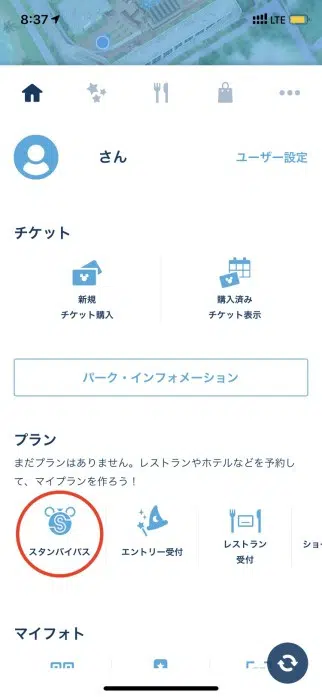 8:37 LTE
さん ユーザー設定
チケット
新規 購入済み
チケット購入 チケット表示
パーク・インフォメーション
プラン
まだプランはありません。レストランやホテルなどを予約し
て、マイプランを作ろう！
S
スタンバイパス エントリー受付 レストラン ショ
受付
マイフォト